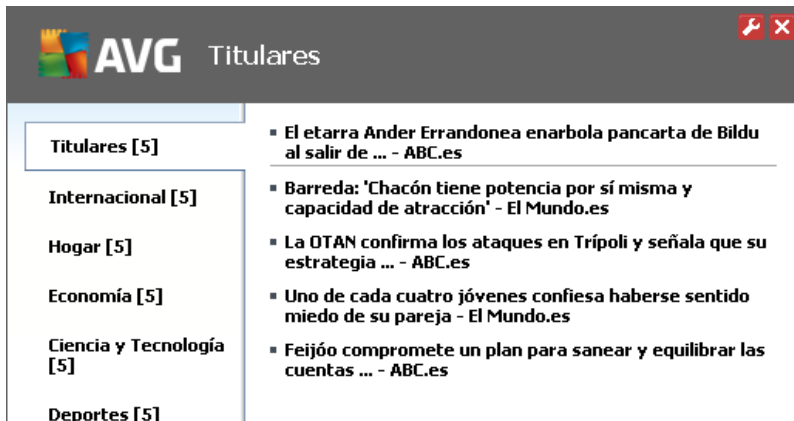 AVG Titulares
Titulares [5]
Internacional [5]
Hogar [5]
Economía [5]
Ciencia y Tecnología
[5]
Deportes [5]
El etarra Ander Errandonea enarbola pancarta de Bildu
al salir de ... - ABC.es
Barreda: 'Chacón tiene potencia por sí misma y
capacidad de atracción' - El Mundo.es
La OTAN confirma los ataques en Trípoli y señala que su
estrategia ... - ABC.es
Uno de cada cuatro jóvenes confiesa haberse sentido
miedo de su pareja - El Mundo.es
Feijóo compromete un plan para sanear y equilibrar las
cuentas ... - ABC.es